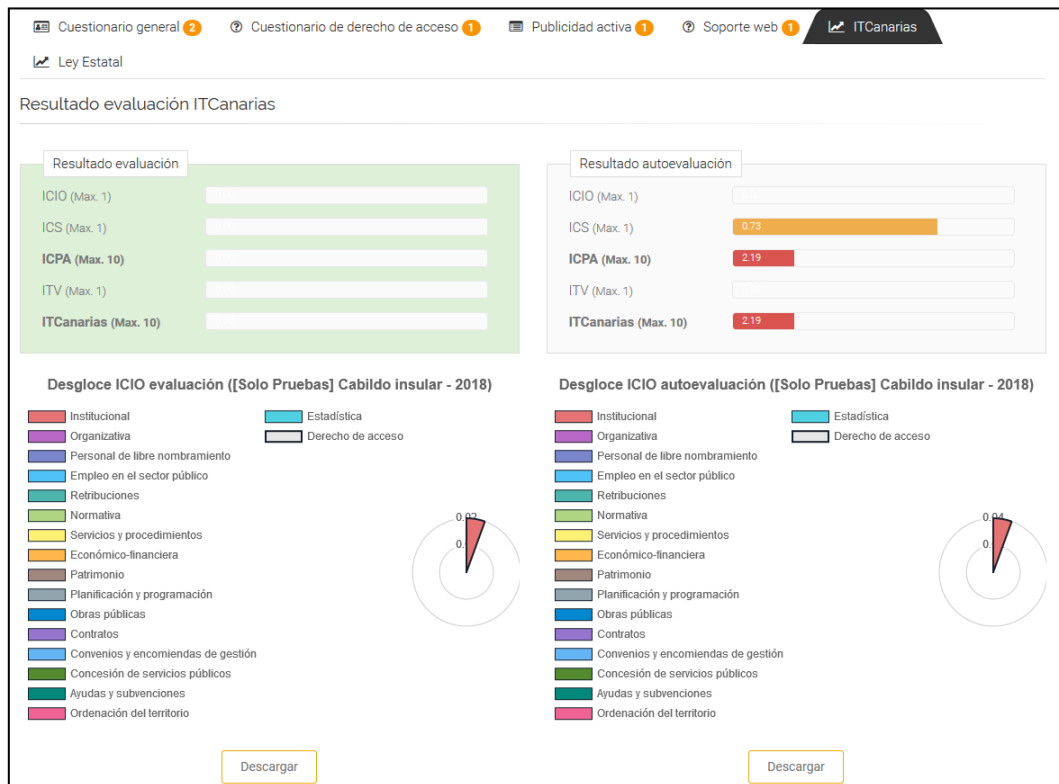 Cuestionario general 2 Cuestionario de derecho de acceso 1 Publicidad activa 1 Soporte web 1 ITCanarias
Ley Estatal
Resultado evaluación ITCanarias
Resultado evaluación
ICIO (Max. 1)
ICS (Max. 1)
ICPA (Max. 10)
ITV (Max. 1)
ITCanarias (Max. 10)
Resultado autoevaluación
ICIO (Max. 1)
ICS (Max. 1) 0.73
ICPA (Max. 10) 2.19
ITV (Max. 1)
ITCanarias (Max. 10) 2.19
Desgloce ICIO evaluación ([Solo Pruebas] Cabildo insular - 2018)
Institucional
Organizativa
Personal de libre nombramiento
Empleo en el sector público
Retribuciones
Normativa
Servicios y procedimientos
Económico-financiera
Patrimonio
Planificación y programación
Obras públicas
Contratos
Convenios y encomiendas de gestión
Concesión de servicios públicos
Ayudas y subvenciones
Ordenación del territorio
Estadística
Derecho de acceso
0.02
Descargar
Desgloce ICIO autoevaluación ([Solo Pruebas] Cabildo insular - 2018)
Institucional
Organizativa
Personal de libre nombramiento
Empleo en el sector público
Retribuciones
Normativa
Servicios y procedimientos
Económico-financiera
Patrimonio
Planificación y programación
Obras públicas
Contratos
Convenios y encomiendas de gestión
Concesión de servicios públicos
Ayudas y subvenciones
Ordenación del territorio
Estadística
Derecho de acceso
0.04
Descargar